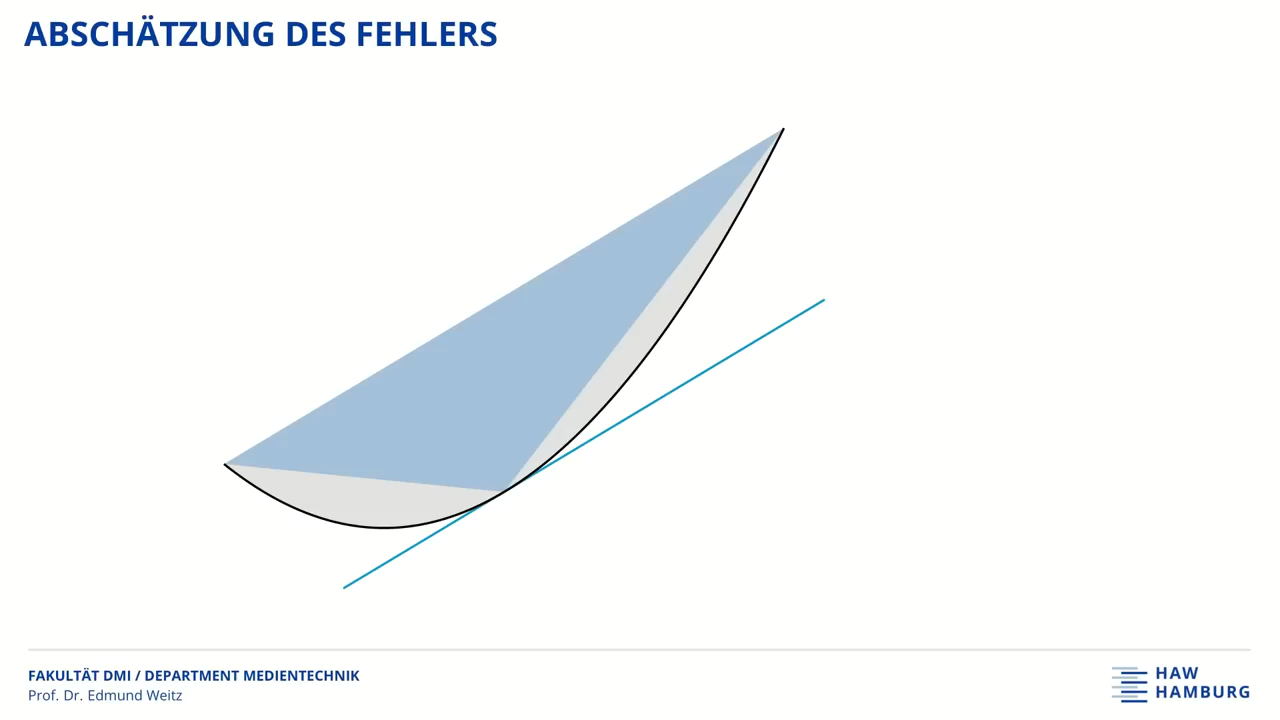 ABSCHÄTZUNG DES FEHLERS
FAKULTÄT DMI / DEPARTMENT MEDIENTECHNIK
Prof. Dr. Edmund Weitz
HAW
HAMBURG